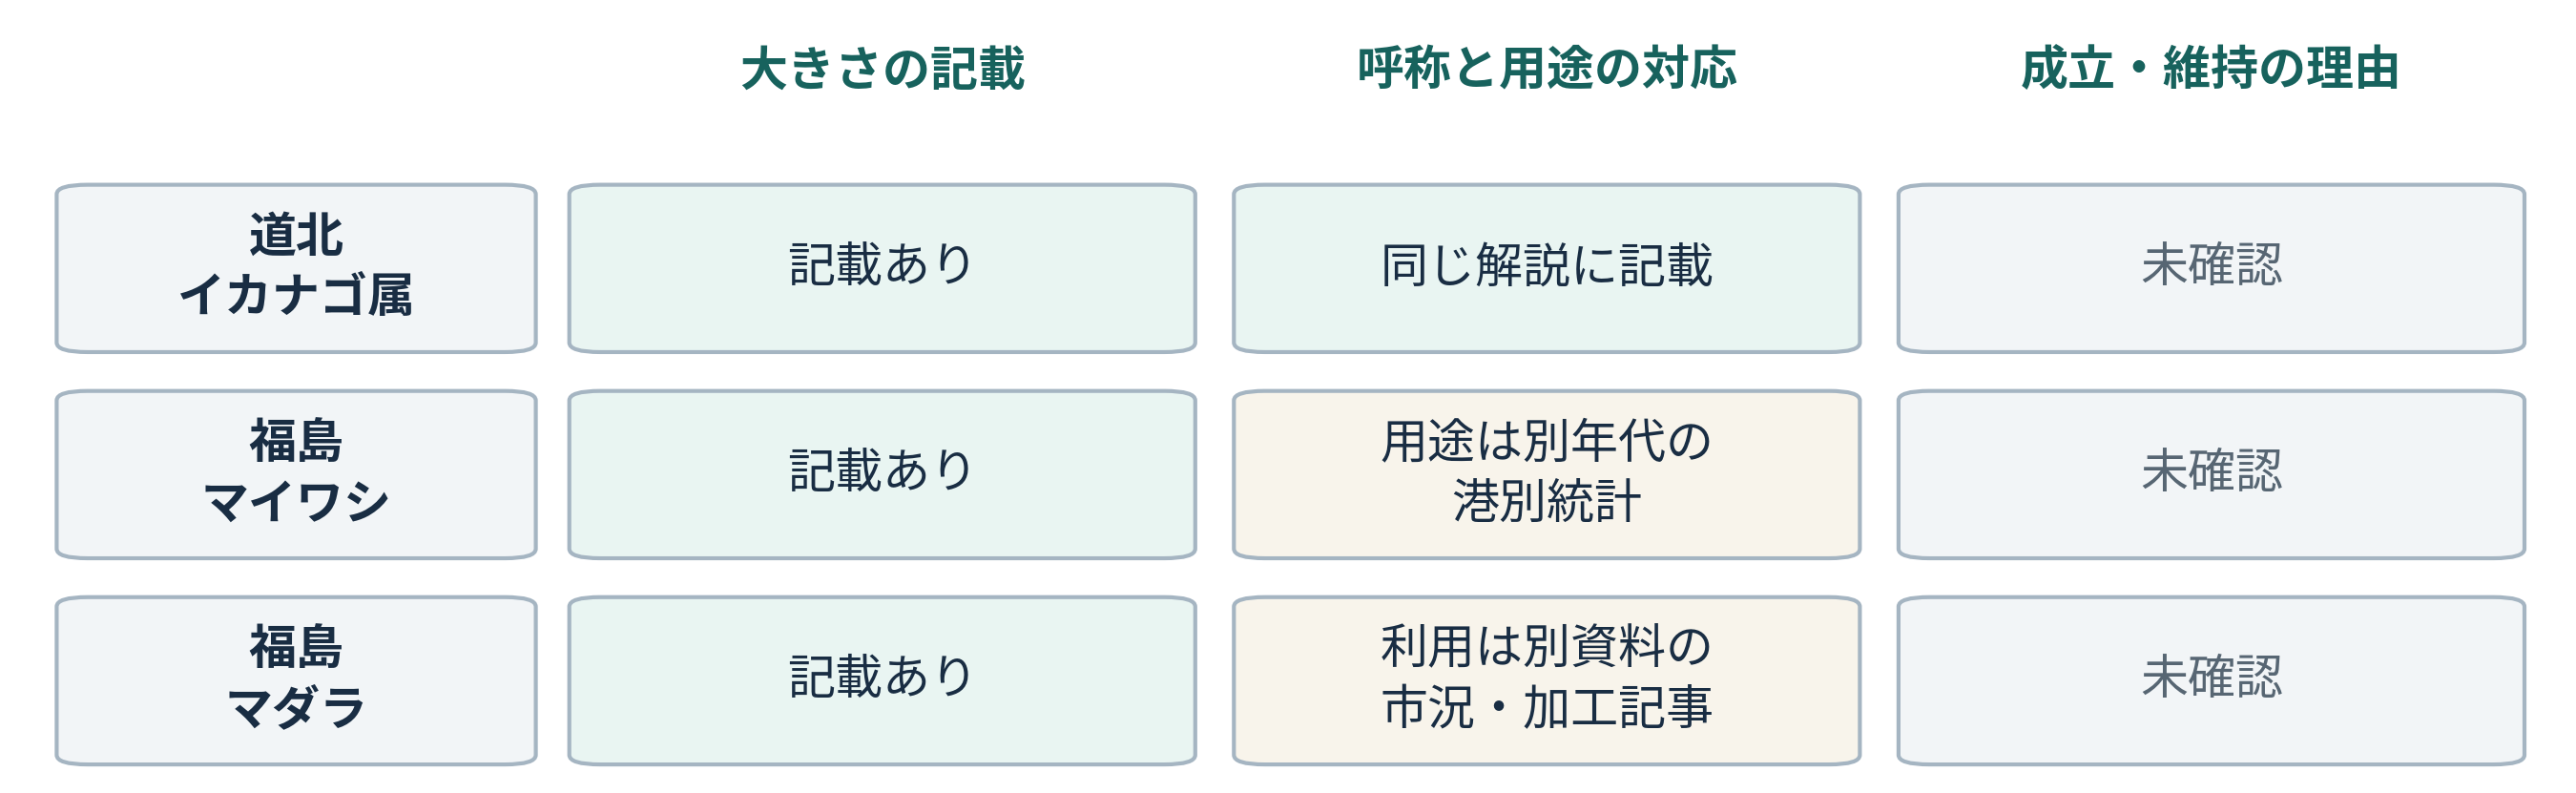 大きさの記載
呼称と用途の対応
成立・維持の理由
道北
イカナゴ属
記載あり
同じ解説に記載
未確認
福島
マイワシ
記載あり
用途は別年代の
港別統計
未確認
福島
マダラ
記載あり
利用は別資料の
市況・加工記事
未確認